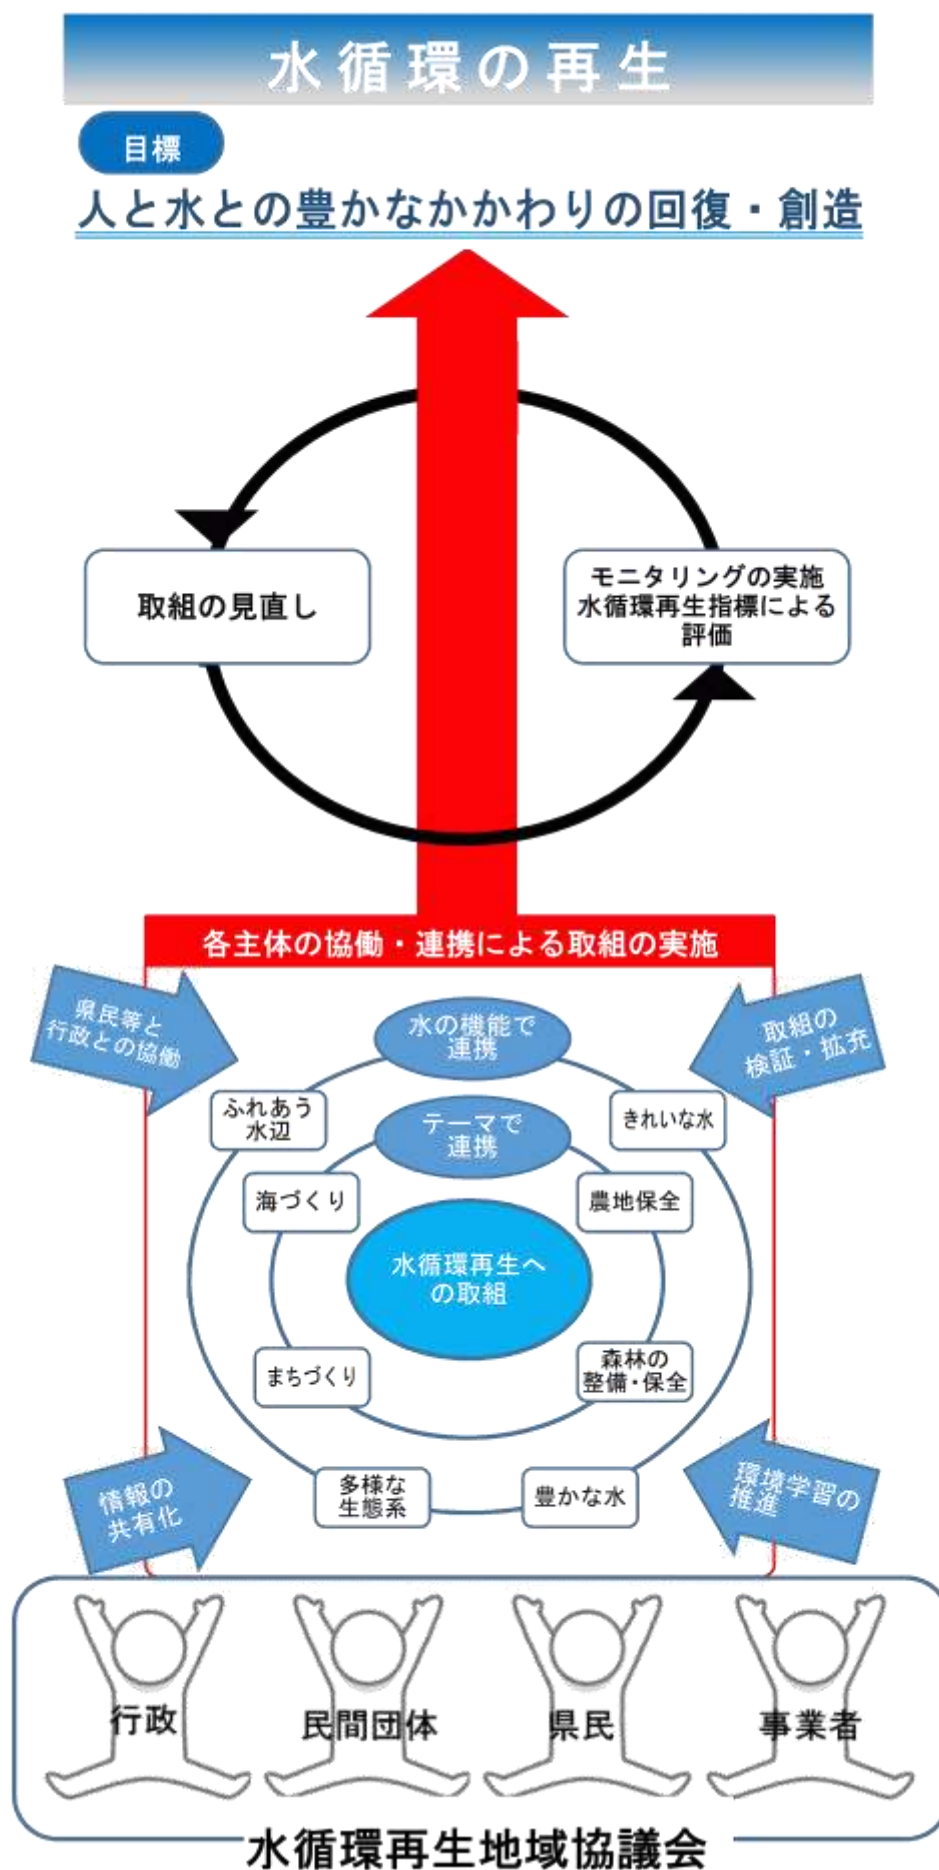 水循環の再生
目標
人と水との豊かなかかわりの回復・創造
取組の見直し
モニタリングの実施
水循環再生指標による
評価
各主体の協働・連携による取組の実施
県民等と
行政との協働
水の機能で
連携
取組の
検証・拡充
ふれあう
水辺
テーマで
連携
きれいな水
海づくり
農地保全
水循環再生へ
の取組
まちづくり
森林の
整備・保全
情報の
共有化
多様な
生態系
豊かな水
環境学習の
推進
行政
民間団体
県民
事業者
水循環再生地域協議会